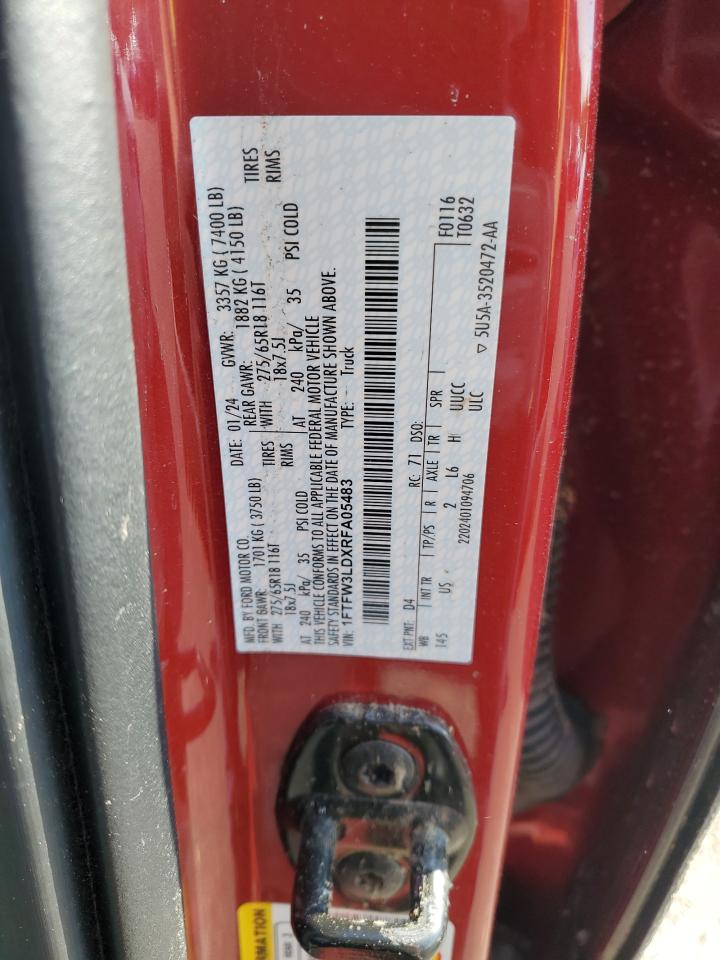 MFD. BY FORD MOTOR CO.
DATE: 01/24 GVWR: 3357 KG ( 7400 LB)
FRONT GAWR: 1701 KG ( 3750 LB) REAR GAWR: 1882 KG ( 4150 LB)
WITH 275/65R18 116T TIRES WITH 275/65R18 116T TIRES
18x7.5J RIMS 18x7.5J RIMS
AT 240 kPa/ 35 PSI COLD AT 240 kPa/ 35 PSI COLD
THIS VEHICLE CONFORMS TO ALL APPLICABLE FEDERAL MOTOR VEHICLE
SAFETY STANDARDS IN EFFECT ON THE DATE OF MANUFACTURE SHOWN ABOVE.
VIN: 1FTFW3LDXRFA05483 TYPE: Truck
EXT PNT: D4 RC: 71 DSO: F0116
WB INT TR TP/PS R AXLE TR SPR T0632
145 US 2 L6 H UUCC
ULC
2202401094706 ▽ 5U5A-3520472-AA